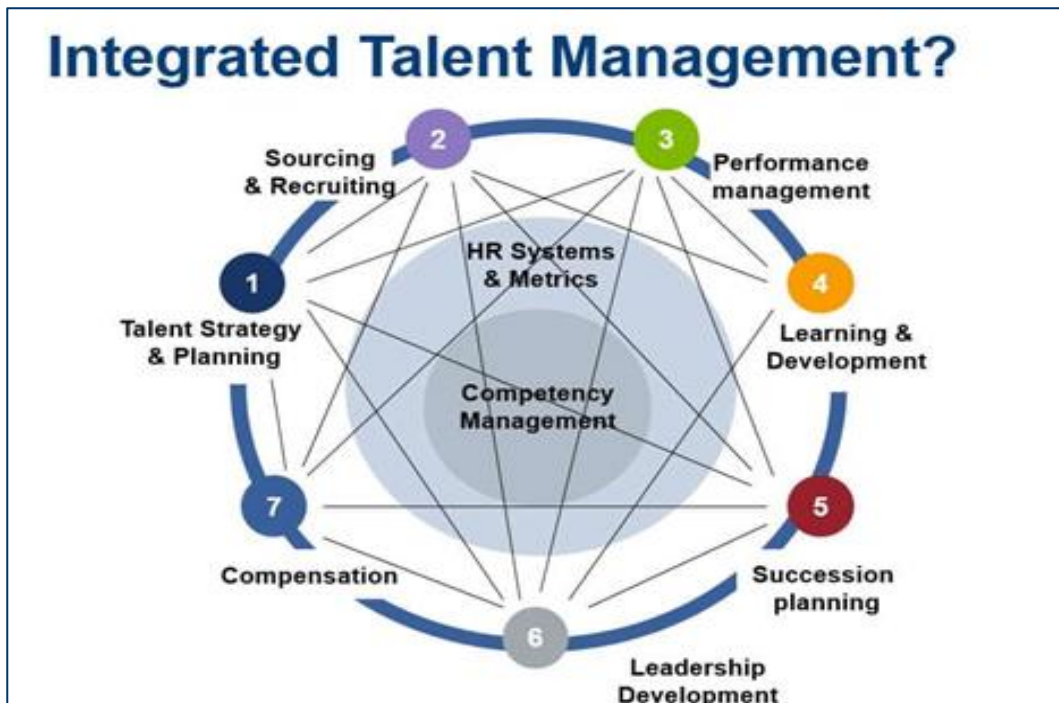 Integrated Talent Management?
2
3
Sourcing
& Recruiting
Performance
management
HR Systems
& Metrics
1
4
Talent Strategy
& Planning
Learning &
Development
Competency
Management
7
5
Compensation
Succession
planning
6
Leadership
Development